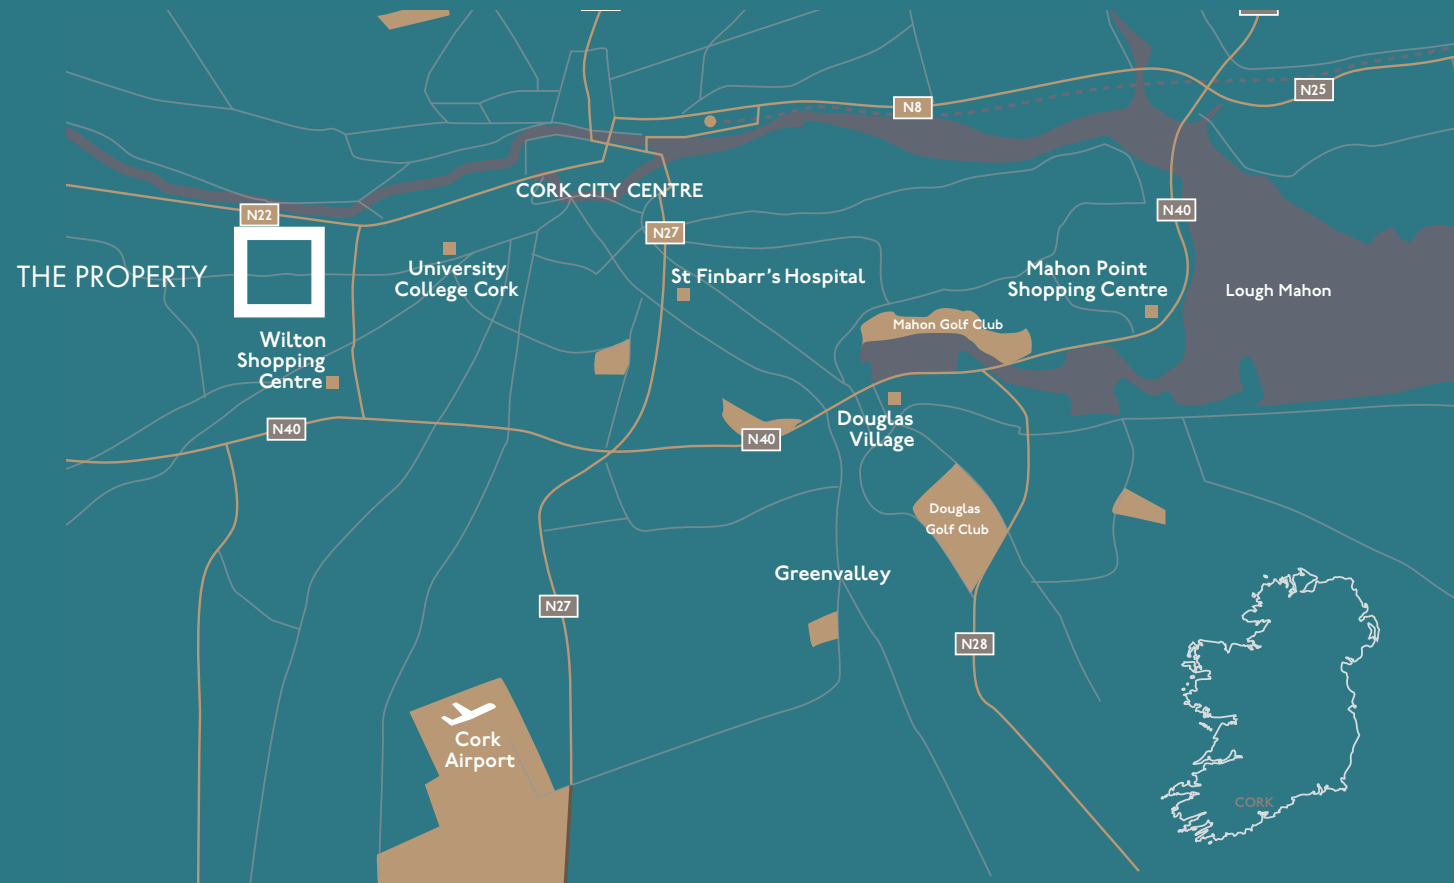 N8
N25
CORK CITY CENTRE
N22
N40
N27
THE PROPERTY
University
College Cork
St Finbarr's Hospital
Mahon Point
Shopping Centre
Lough Mahon
Mahon Golf Club
Wilton
Shopping
Centre
N40
N40
Douglas
Village
Douglas
Golf Club
Greenvalley
N27
N28
Cork
Airport
CORK